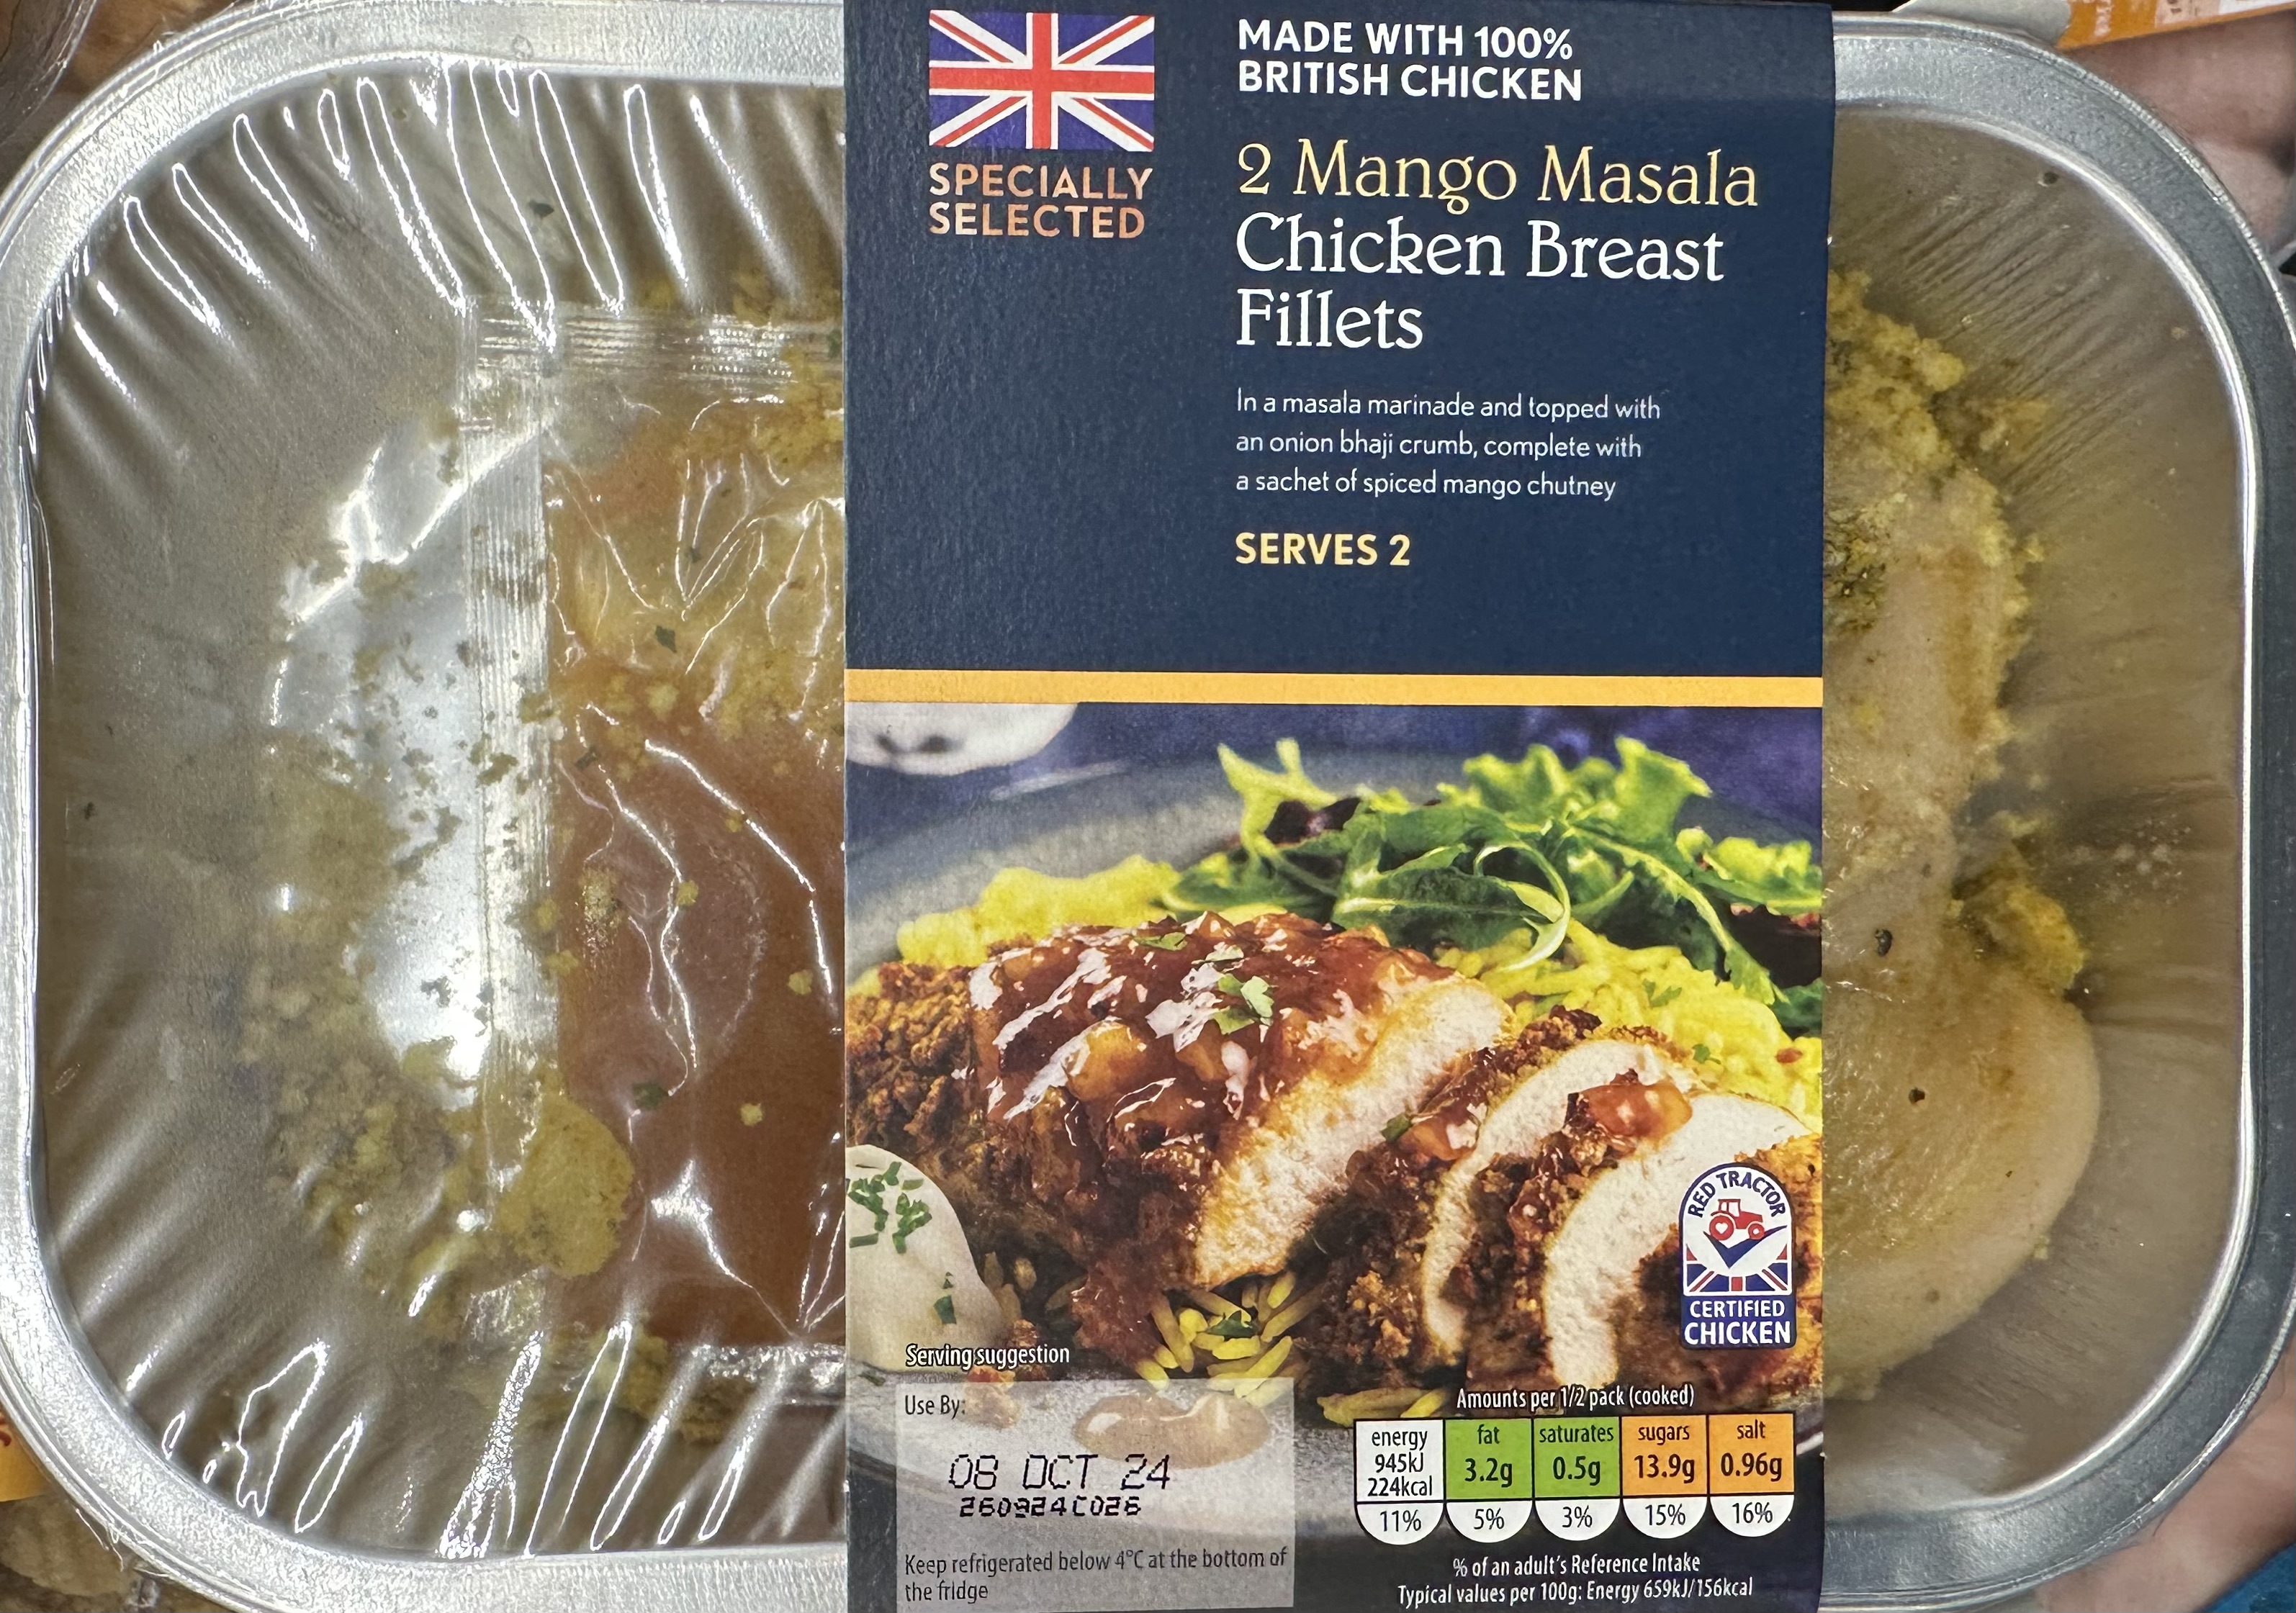 MADE WITH 100%
BRITISH CHICKEN
SPECIALLY
SELECTED
2 Mango Masala
Chicken Breast
Fillets
In a masala marinade and topped with
an onion bhaji crumb, complete with
a sachet of spiced mango chutney
SERVES 2
RED TRACTOR
CERTIFIED
CHICKEN
Serving suggestion
Use By:
08 OCT 24
260924C026
Keep refrigerated below 4°C at the bottom of
the fridge
Amounts per 1/2 pack (cooked)
energy fat saturates sugars salt
945kJ 3.2g 0.5g 13.9g 0.96g
224kcal
11% 5% 3% 15% 16%
% of an adult's Reference Intake
Typical values per 100g: Energy 659kJ/156kcal